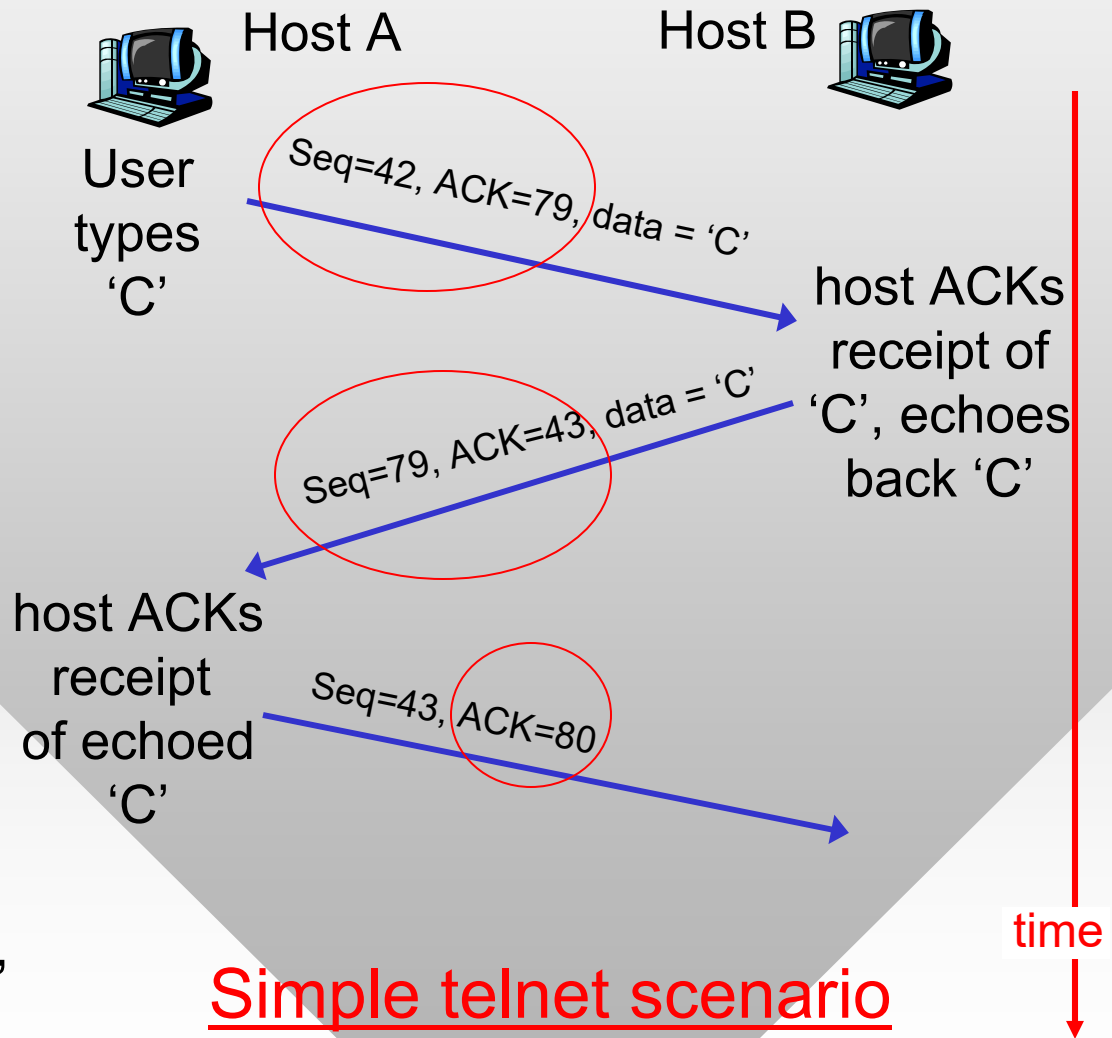 Host A
Host B
User
types
‘C’
Seq=42, ACK=79, data = ‘C’
host ACKs
receipt of
‘C’, echoes
back ‘C’
Seq=79, ACK=43, data = ‘C’
host ACKs
receipt
of echoed
‘C’
Seq=43, ACK=80
time
,
Simple telnet scenario